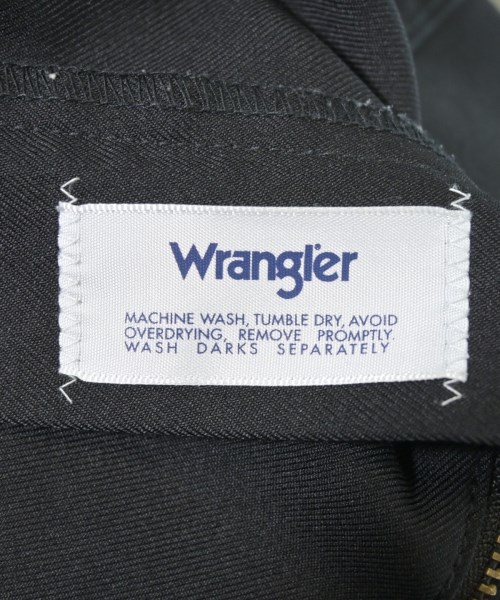 Wrangler
MACHINE WASH, TUMBLE DRY, AVOID
OVERDRYING, REMOVE PROMPTLY.
WASH DARKS SEPARATELY